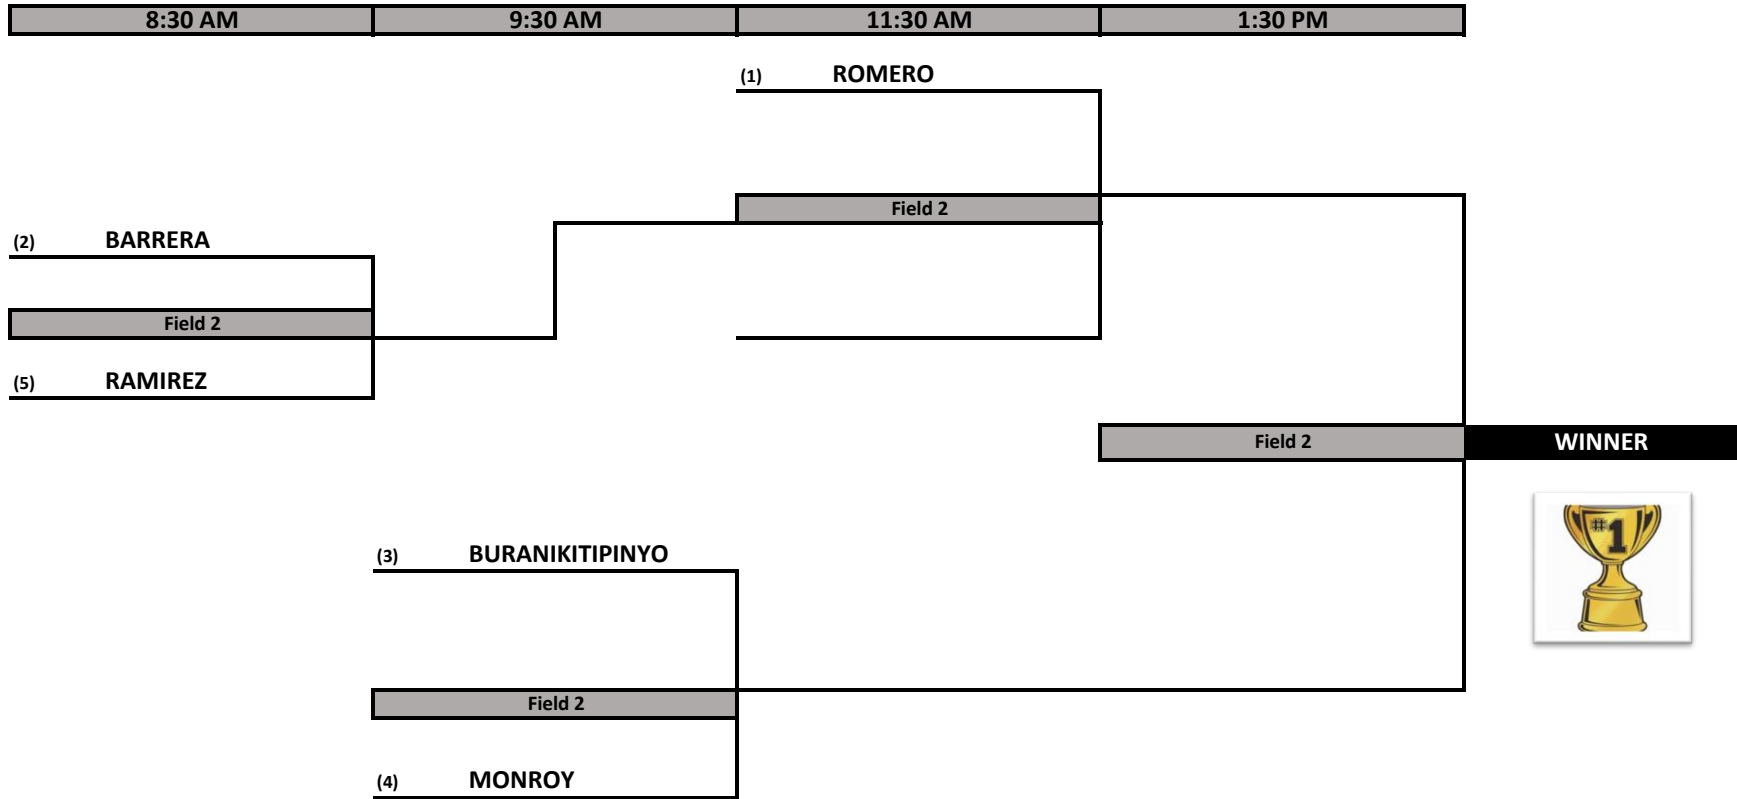 8:30 AM 9:30 AM 11:30 AM 1:30 PM
(1) ROMERO
Field 2
(2) BARRERA
Field 2
(5) RAMIREZ
Field 2 WINNER
#1
(3) BURANIKITIPINYO
Field 2
(4) MONROY